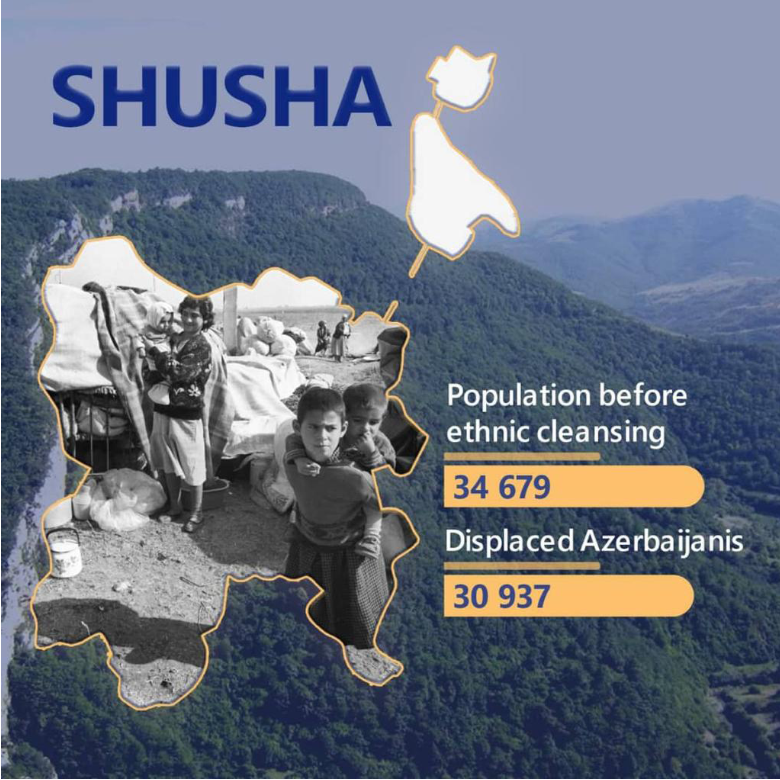 SHUSHA
Population before
ethnic cleansing
34 679
Displaced Azerbaijanis
30 937